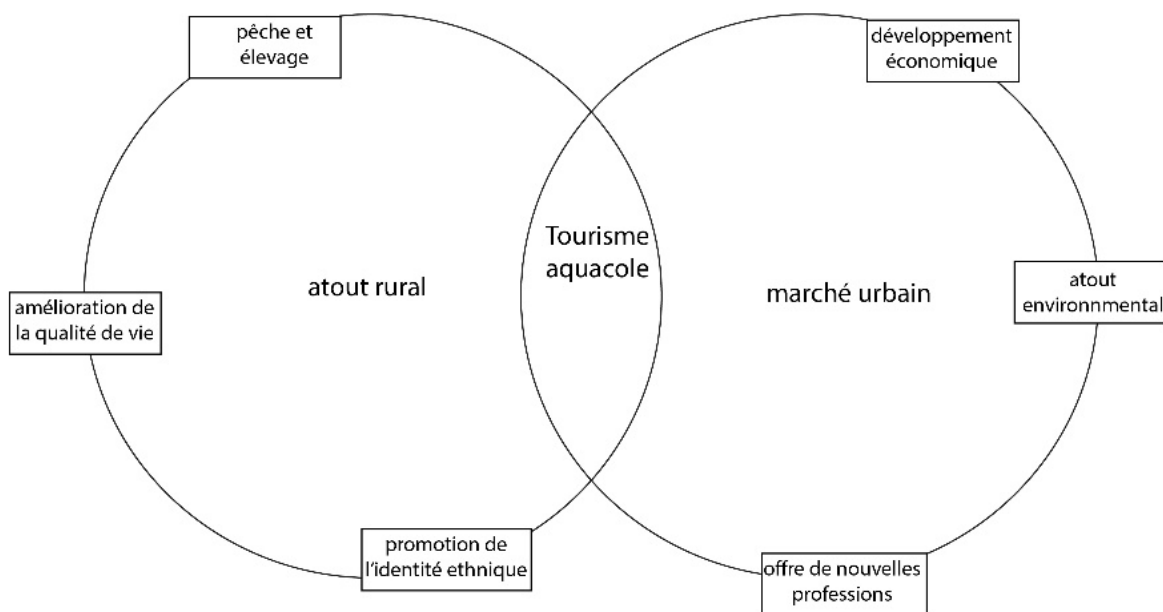 pêche et
élevage
développement
économique
Tourisme
aquacole
atout rural
marché urbain
atout
environnmental
amélioration de
la qualité de vie
promotion de
l'identité ethnique
offre de nouvelles
professions